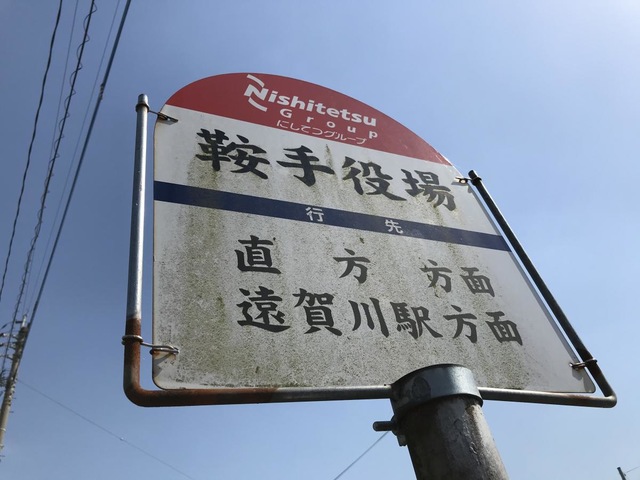 Nishitetsu
Group
にしてつグループ
鞍手役場
行先
直方 方面
遠賀川駅方面